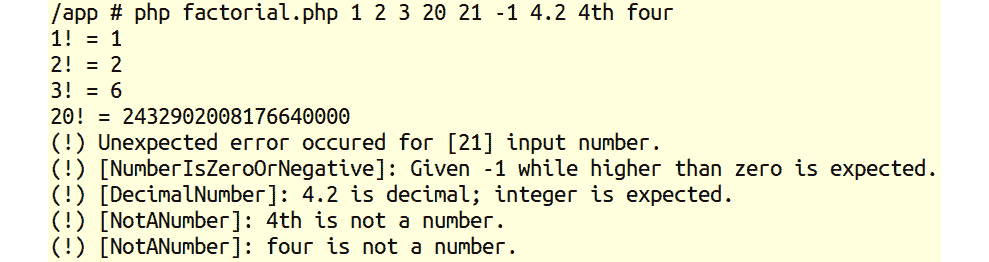 /app # php factorial.php 1 2 3 20 21 -1 4.2 4th four
1! = 1
2! = 2
3! = 6
20! = 2432902008176640000
(!) Unexpected error occured for [21] input number.
(!) [NumberIsZeroOrNegative]: Given -1 while higher than zero is expected.
(!) [DecimalNumber]: 4.2 is decimal; integer is expected.
(!) [NotANumber]: 4th is not a number.
(!) [NotANumber]: four is not a number.